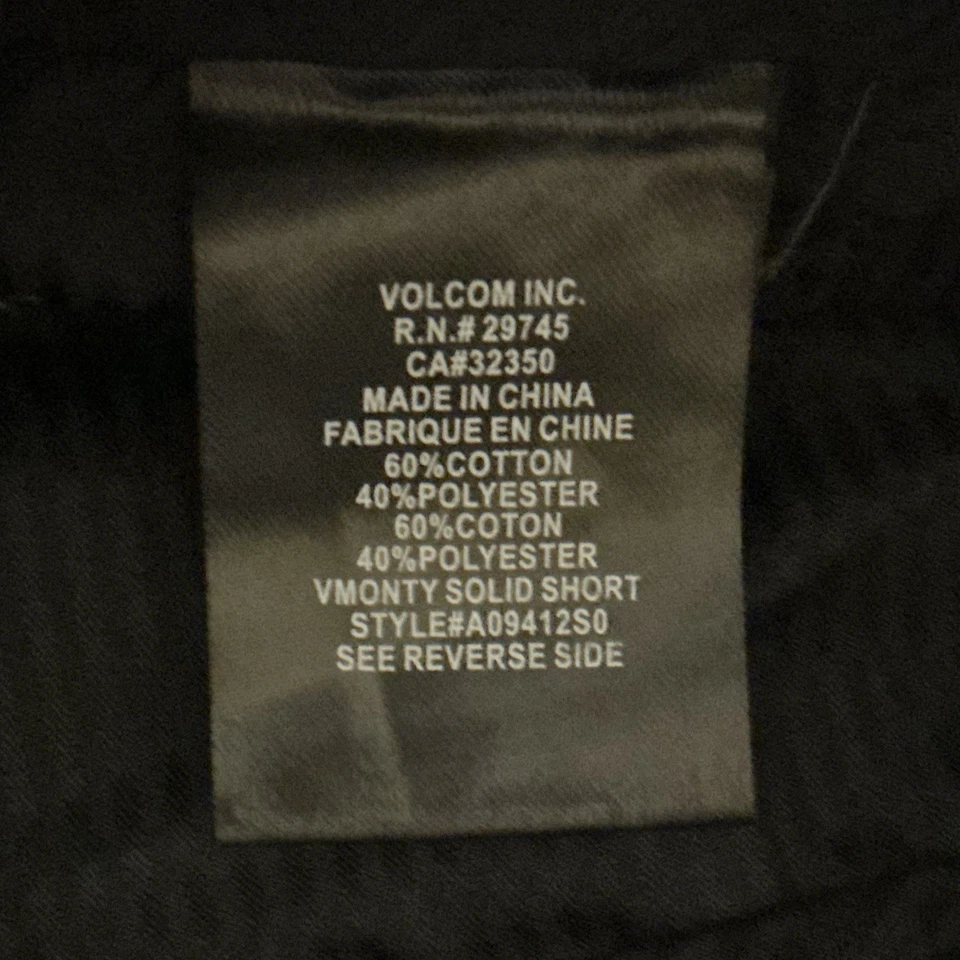 VOLCOM INC.
R.N.# 29745
CA#32350
MADE IN CHINA
FABRIQUE EN CHINE
60%COTTON
40%POLYESTER
60%COTON
40%POLYESTER
VMONTY SOLID SHORT
STYLE#A09412S0
SEE REVERSE SIDE